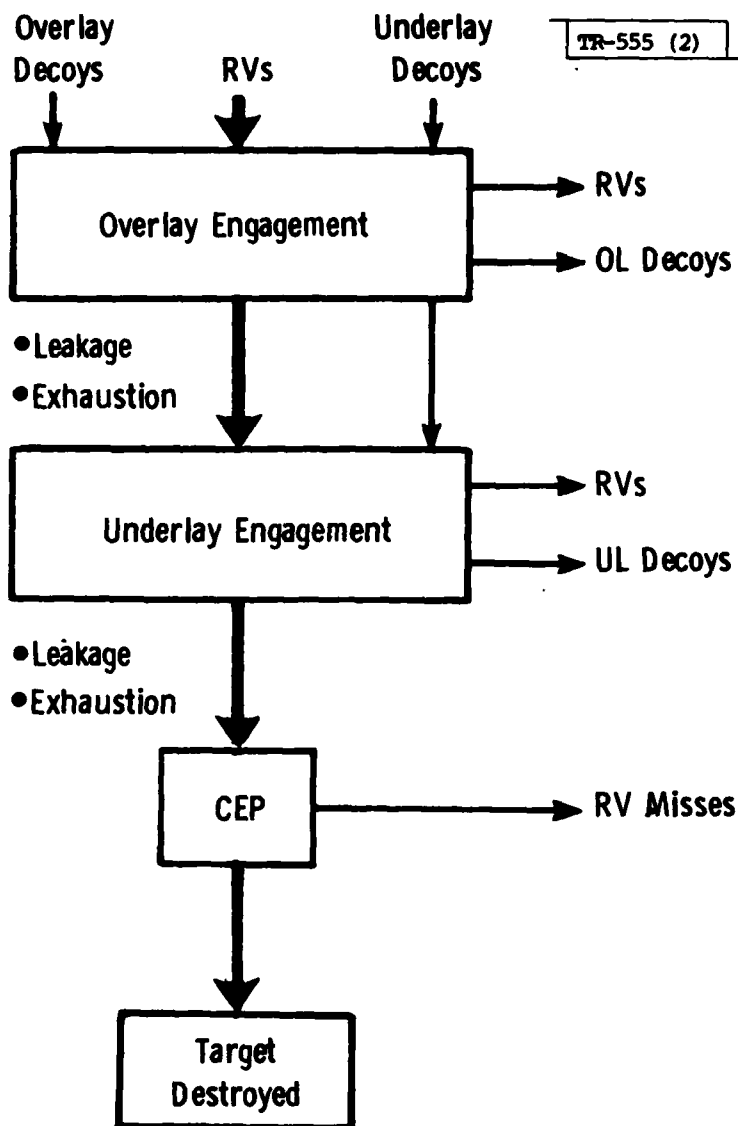 Overlay
Decoys
RVs
Underlay
Decoys
TR-555 (2)
Overlay Engagement
RVs
OL Decoys
•Leakage
•Exhaustion
Underlay Engagement
RVs
UL Decoys
•Leakage
•Exhaustion
CEP
RV Misses
Target
Destroyed